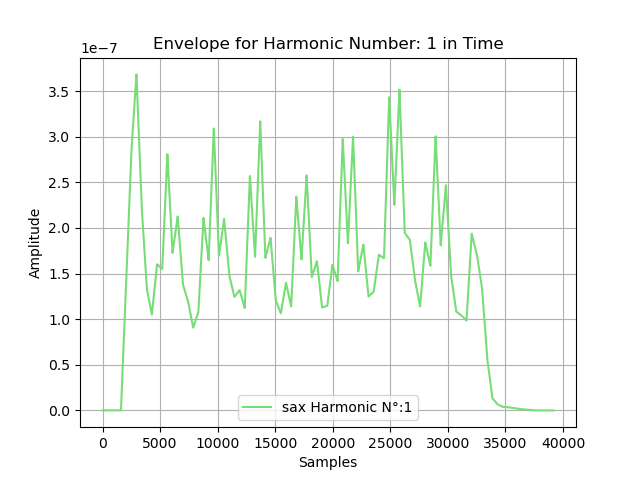 Envelope for Harmonic Number: 1 in Time
1e−7
3.5
3.0
2.5
2.0
1.5
1.0
0.5
0.0
Amplitude
sax Harmonic N°:1
0 5000 10000 15000 20000 25000 30000 35000 40000
Samples